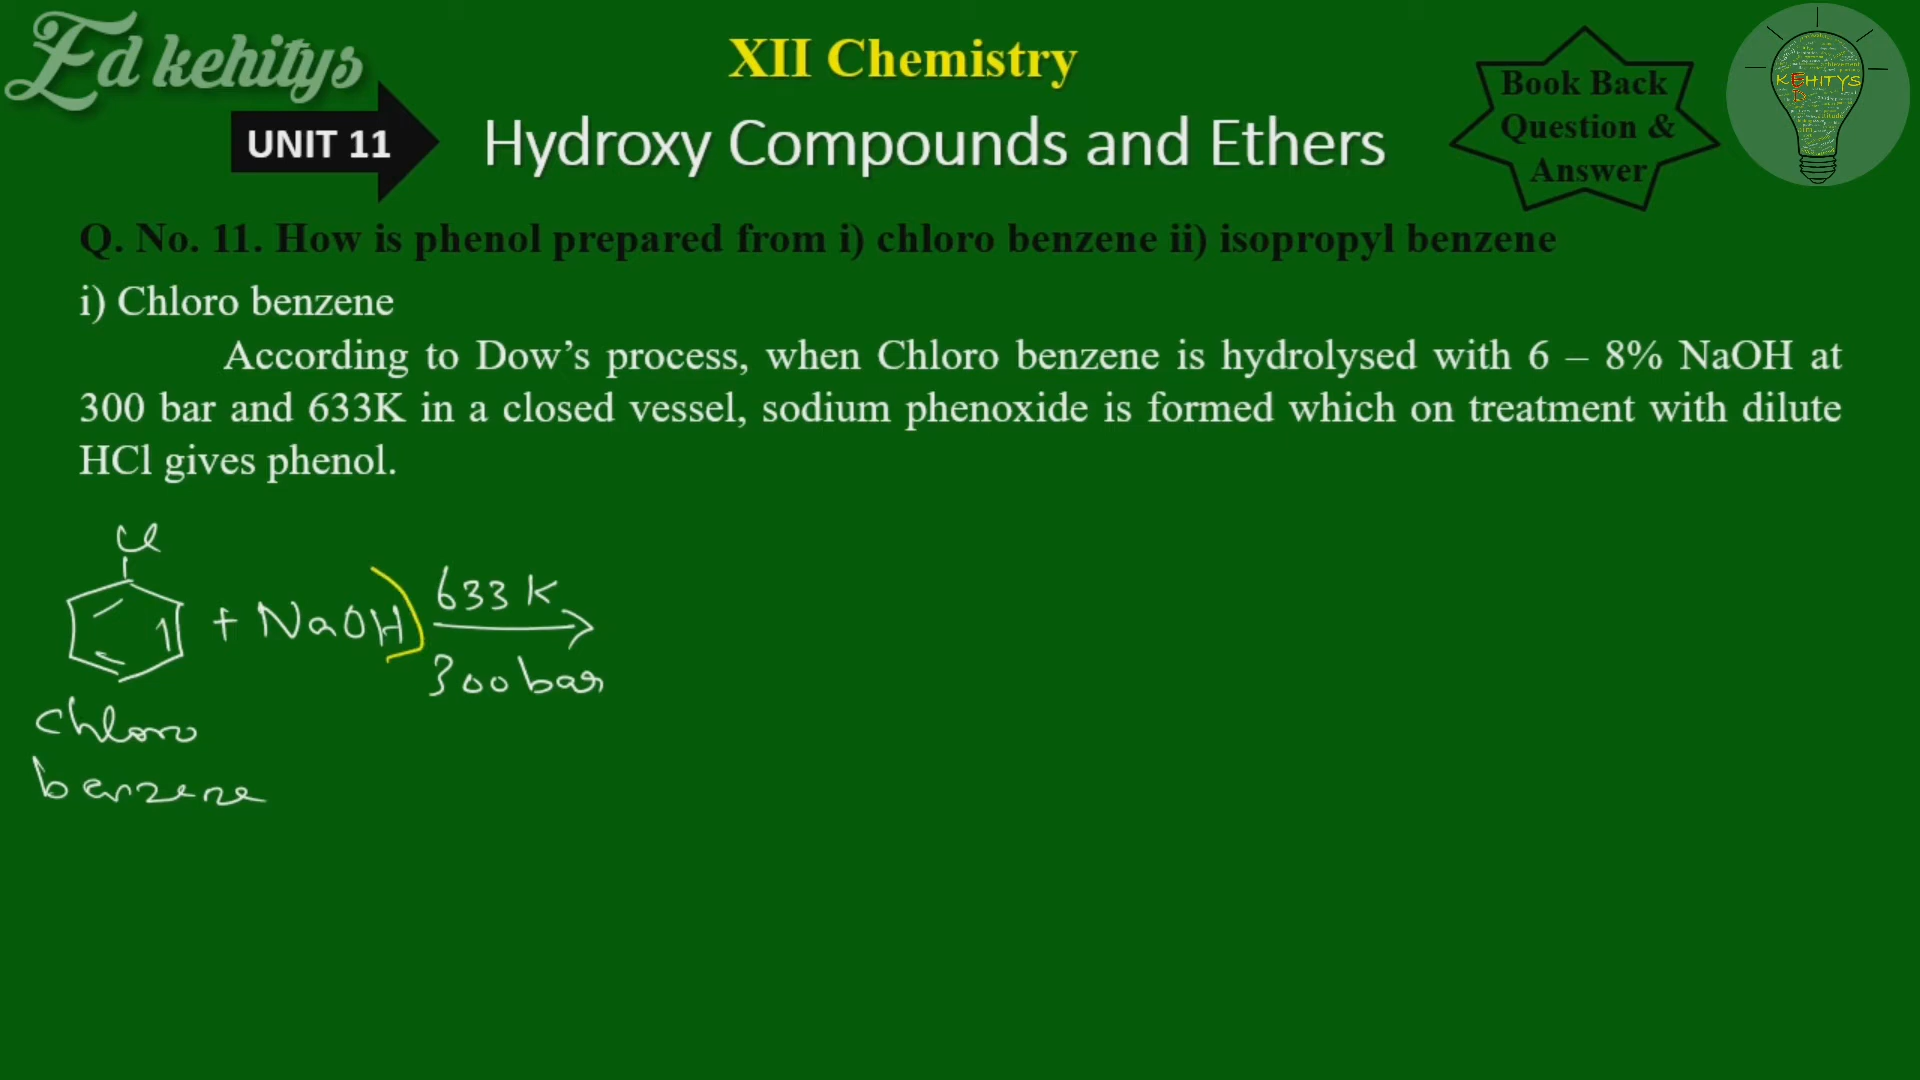 Ed kehitys
XII Chemistry
UNIT 11
Hydroxy Compounds and Ethers
Book Back
Question &
Answer
KEHITYS
Q. No. 11. How is phenol prepared from i) chloro benzene ii) isopropyl benzene
i) Chloro benzene
According to Dow's process, when Chloro benzene is hydrolysed with 6 – 8% NaOH at
300 bar and 633K in a closed vessel, sodium phenoxide is formed which on treatment with dilute
HCl gives phenol.
Cl
+ NaOH 633 K
300 bar
chloro
benzene